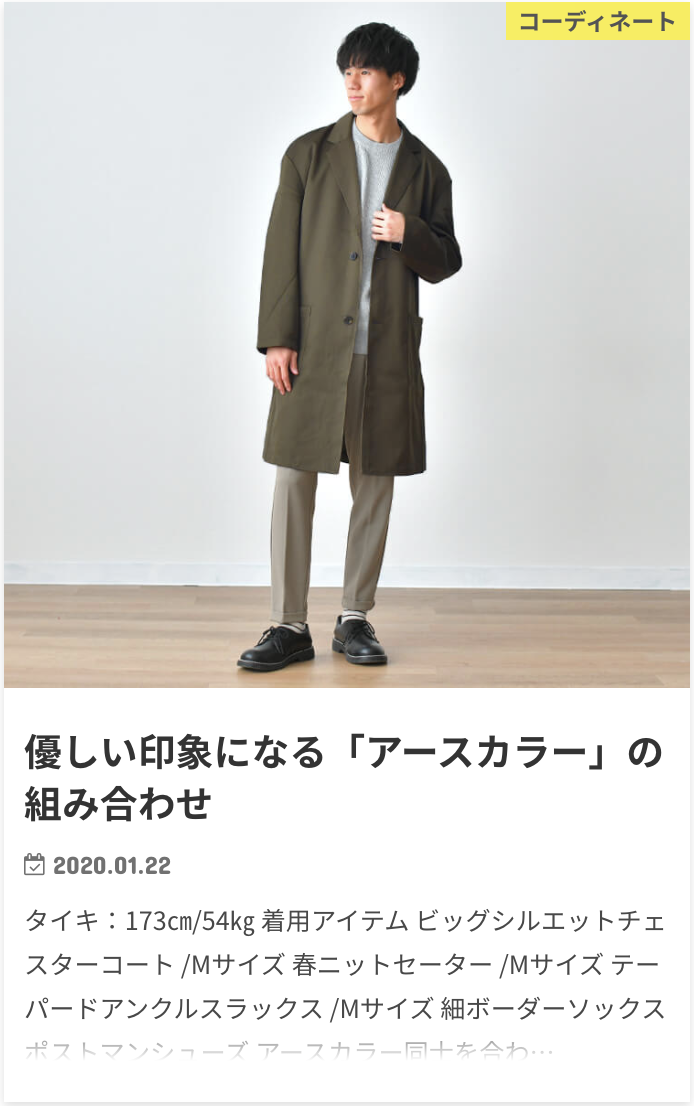 コーディネート
優しい印象になる「アースカラー」の
組み合わせ
2020.01.22
タイキ：173㎝/54㎏ 着用アイテム ビッグシルエットチェ
スターコート /Mサイズ 春ニットセーター /Mサイズ テー
パードアンクルスラックス /Mサイズ 細ボーダーソックス
ポストマンシューズ アースカラー同士を合わ…